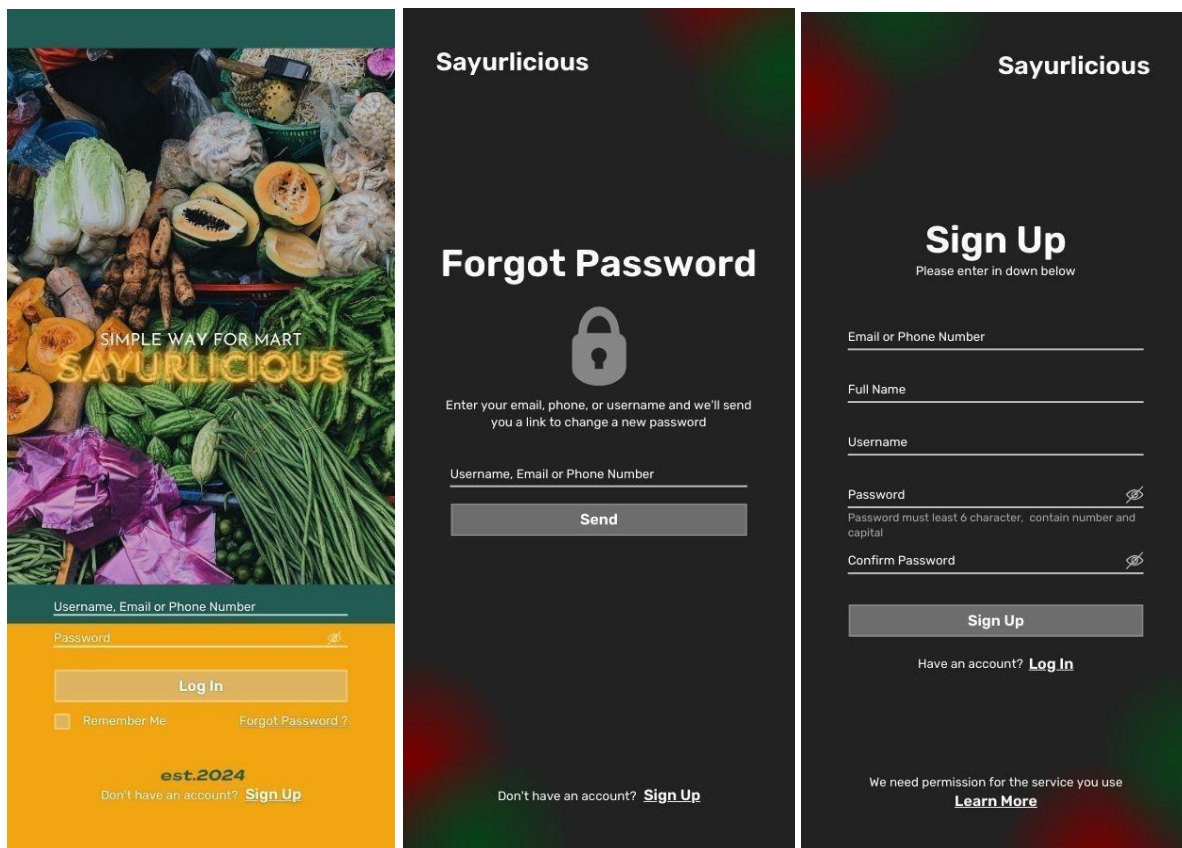 SIMPLE WAY FOR MART
SAYURLICIOUS
Username, Email or Phone Number
Password
Log In
Remember Me
Forgot Password ?
est.2024
Don't have an account? Sign Up
Sayurlicious
Forgot Password
Enter your email, phone, or username and we'll send
you a link to change a new password
Username, Email or Phone Number
Send
Don't have an account? Sign Up
Sayurlicious
Sign Up
Please enter in down below
Email or Phone Number
Full Name
Username
Password
Password must least 6 character, contain number and
capital
Confirm Password
Sign Up
Have an account? Log In
We need permission for the service you use
Learn More